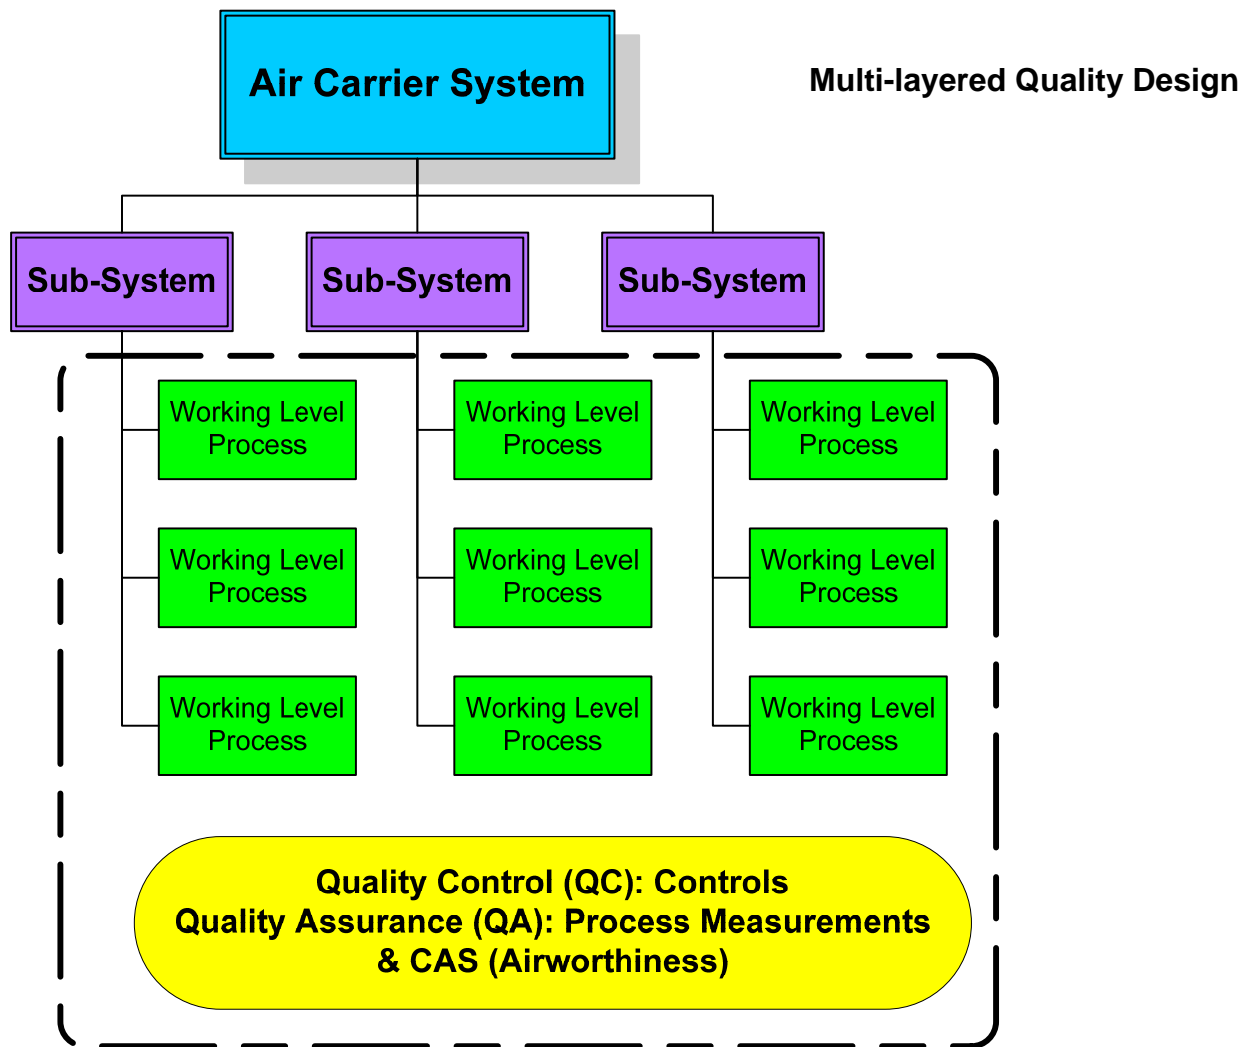 Air Carrier System
Multi-layered Quality Design
Sub-System
Sub-System
Sub-System
Working Level
Process
Working Level
Process
Working Level
Process
Working Level
Process
Working Level
Process
Working Level
Process
Working Level
Process
Working Level
Process
Working Level
Process
Quality Control (QC): Controls
Quality Assurance (QA): Process Measurements
& CAS (Airworthiness)